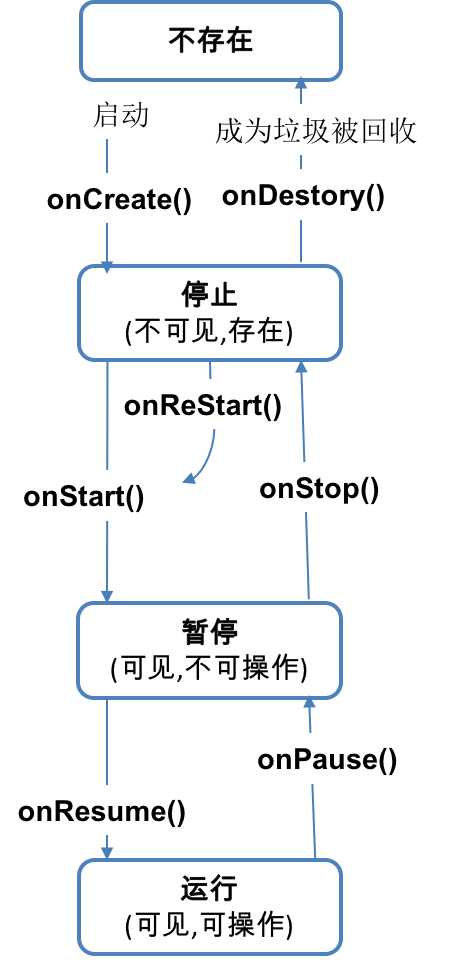 不存在
启动
成为垃圾被回收
onCreate()
onDestory()
停止
(不可见,存在)
onReStart()
onStart()
onStop()
暂停
(可见,不可操作)
onPause()
onResume()
运行
(可见,可操作)